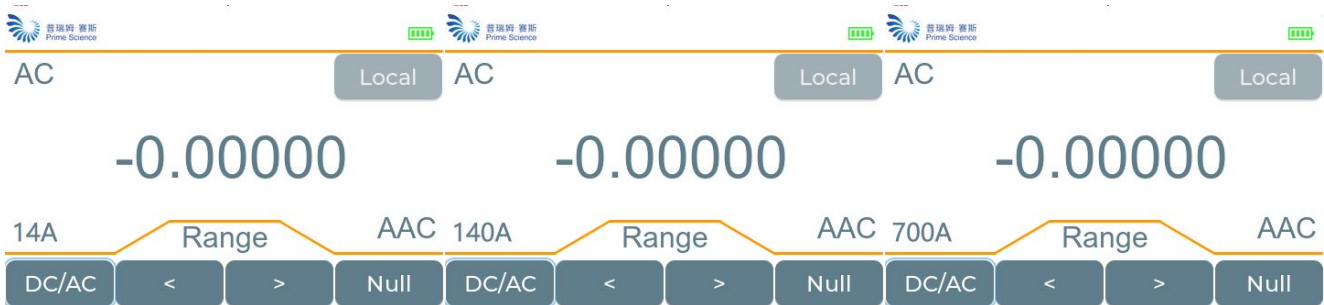 普瑞姆·赛斯
Prime Science
AC
Local
-0.00000
14A
Range
AAC
DC/AC
<
>
Null
普瑞姆·赛斯
Prime Science
AC
Local
-0.00000
140A
Range
AAC
DC/AC
<
>
Null
普瑞姆·赛斯
Prime Science
AC
Local
-0.00000
700A
Range
AAC
DC/AC
<
>
Null